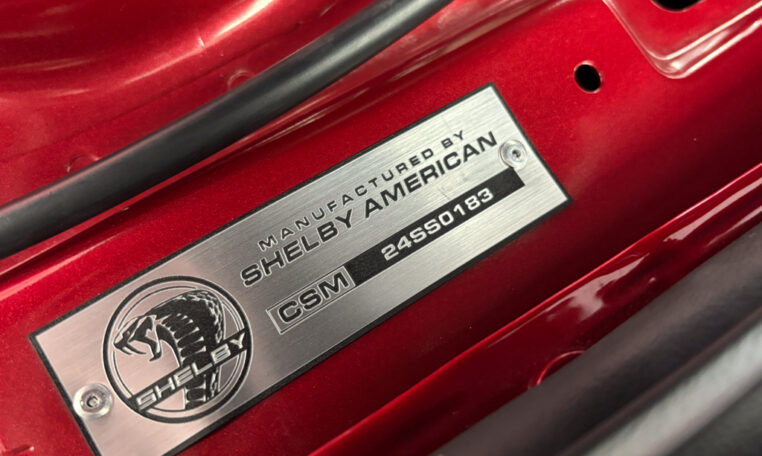 MANUFACTURED BY
SHELBY AMERICAN
CSM 24SS0183
SHELBY